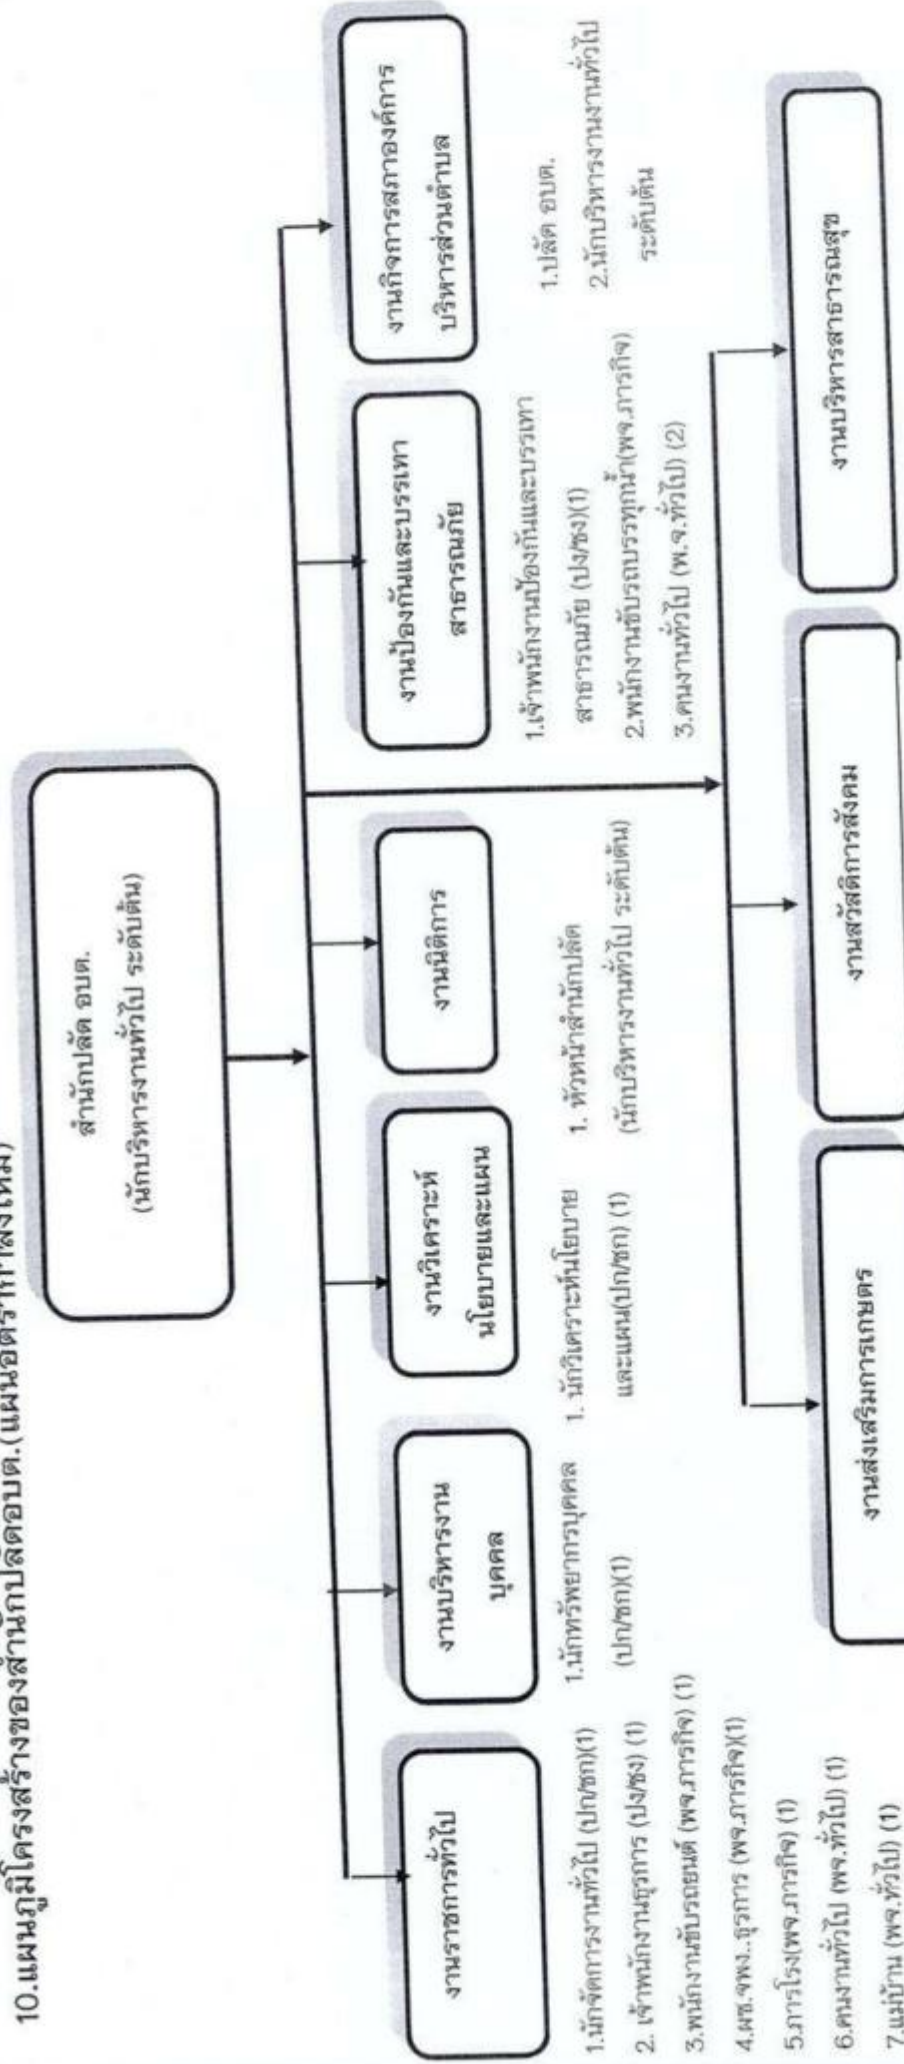 10.แผนภูมิโครงสร้างของสำนักปลัดอบต.(แผนอัตรากำลังใหม่)
สำนักปลัด อบต.
(นักบริหารงานทั่วไป ระดับต้น)
งานราชการทั่วไป
1.นักจัดการงานทั่วไป (ปก/ชก)(1)
2. เจ้าพนักงานธุรการ (ปง/ชง) (1)
3.พนักงานขับรถยนต์ (พจ.ภารกิจ) (1)
4.ผช.จพง..ธุรการ (พจ.ภารกิจ)(1)
5.ภารโรง(พจ.ภารกิจ) (1)
6.คนงานทั่วไป (พจ.ทั่วไป) (1)
7.แม่บ้าน (พจ.ทั่วไป) (1)
งานบริหารงาน
บุคคล
1.นักทรัพยากรบุคคล
(ปก/ชก)(1)
งานวิเคราะห์
นโยบายและแผน
1. นักวิเคราะห์นโยบาย
และแผน(ปก/ชก) (1)
งานนิติการ
1. หัวหน้าสำนักปลัด
(นักบริหารงานทั่วไป ระดับต้น)
งานป้องกันและบรรเทา
สาธารณภัย
1.เจ้าพนักงานป้องกันและบรรเทา
สาธารณภัย (ปง/ชง)(1)
2.พนักงานขับรถบรรทุกน้ำ(พจ.ภารกิจ)
3.คนงานทั่วไป (พ.จ.ทั่วไป) (2)
งานกิจการสภาองค์การ
บริหารส่วนตำบล
1.ปลัด อบต.
2.นักบริหารงานงานทั่วไป
ระดับต้น
งานส่งเสริมการเกษตร
งานสวัสดิการสังคม
งานบริหารสาธารณสุข